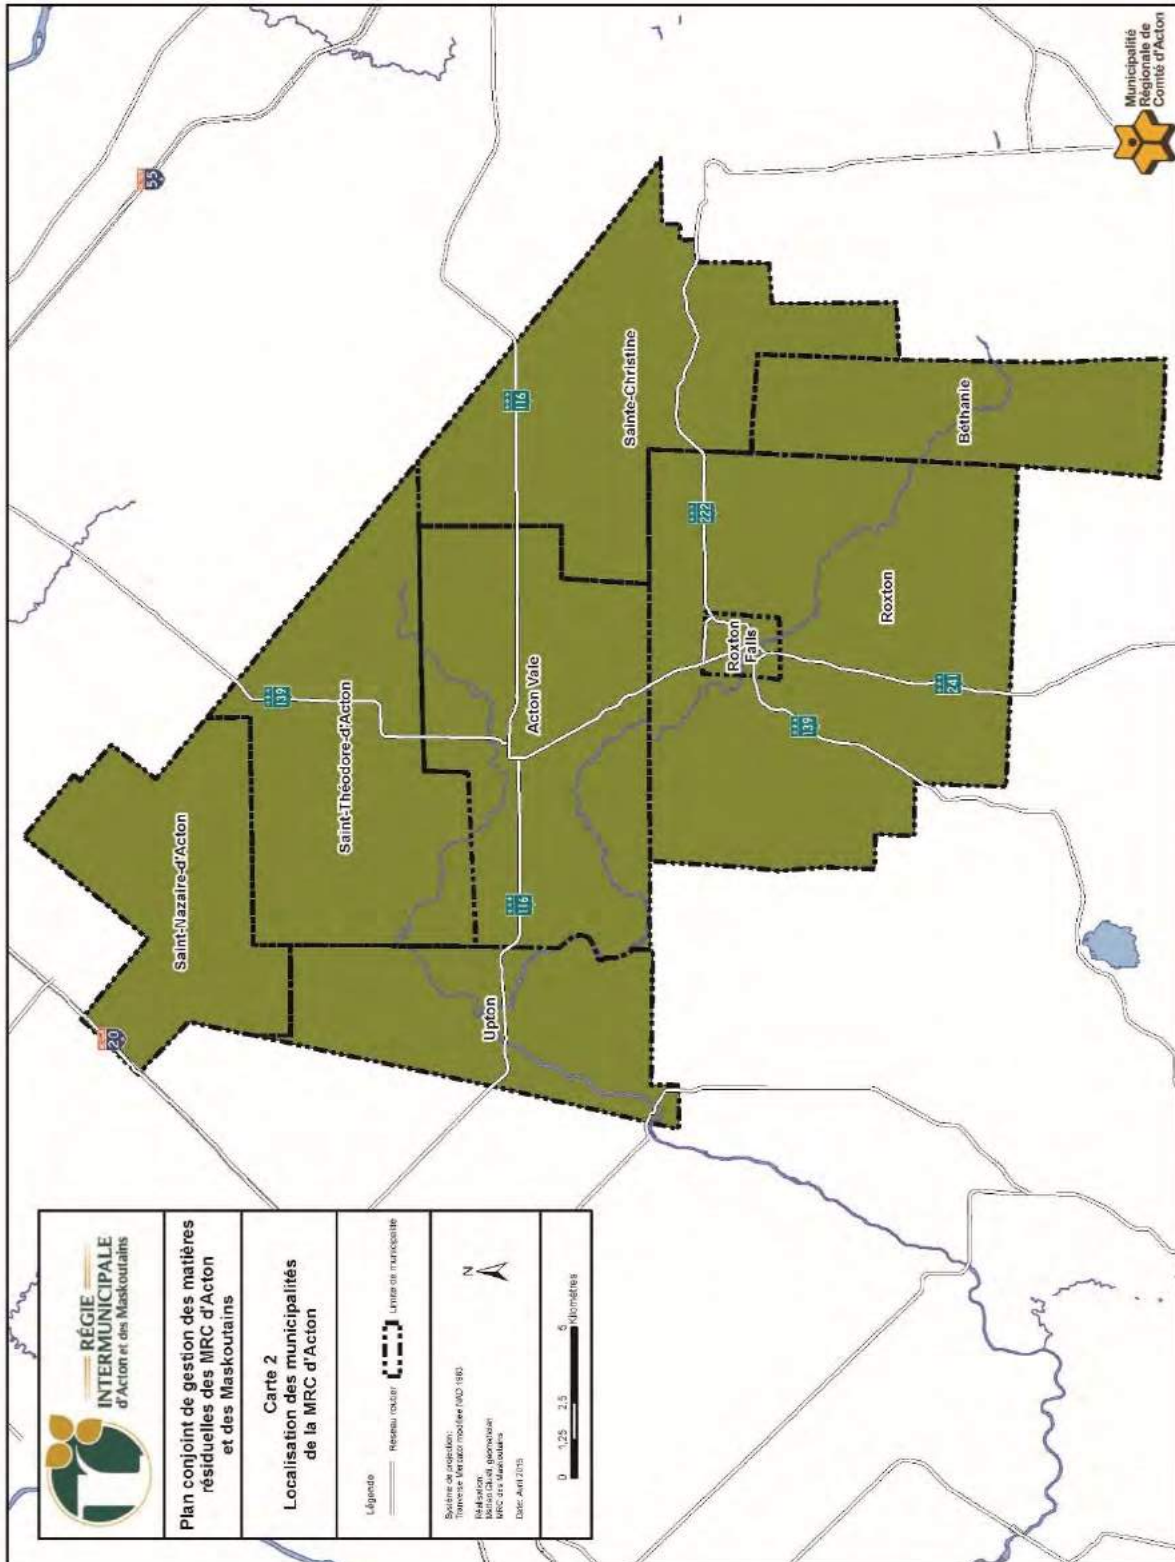 RÉGIE
INTERMUNICIPALE
d'Acton et des Maskoutains
Plan conjoint de gestion des matières
résiduelles des MRC d'Acton
et des Maskoutains
Carte 2
Localisation des municipalités
de la MRC d'Acton
Légende
Réseau routier
Limite de municipalité
Système de projection:
Transverse Mercator modifiée NAD 1983
Réalisation:
géomaticien
MRC des Maskoutains
Date: Avril 2015
N
0 1,25 2,5 5
Kilomètres
20
55
Saint-Nazaire-d'Acton
139
Saint-Théodore-d'Acton
116
Acton Vale
116
Upton
Sainte-Christine
222
Roxton
Falls
139
241
Roxton
Béthanie
Municipalité
Régionale de
Comté d'Acton